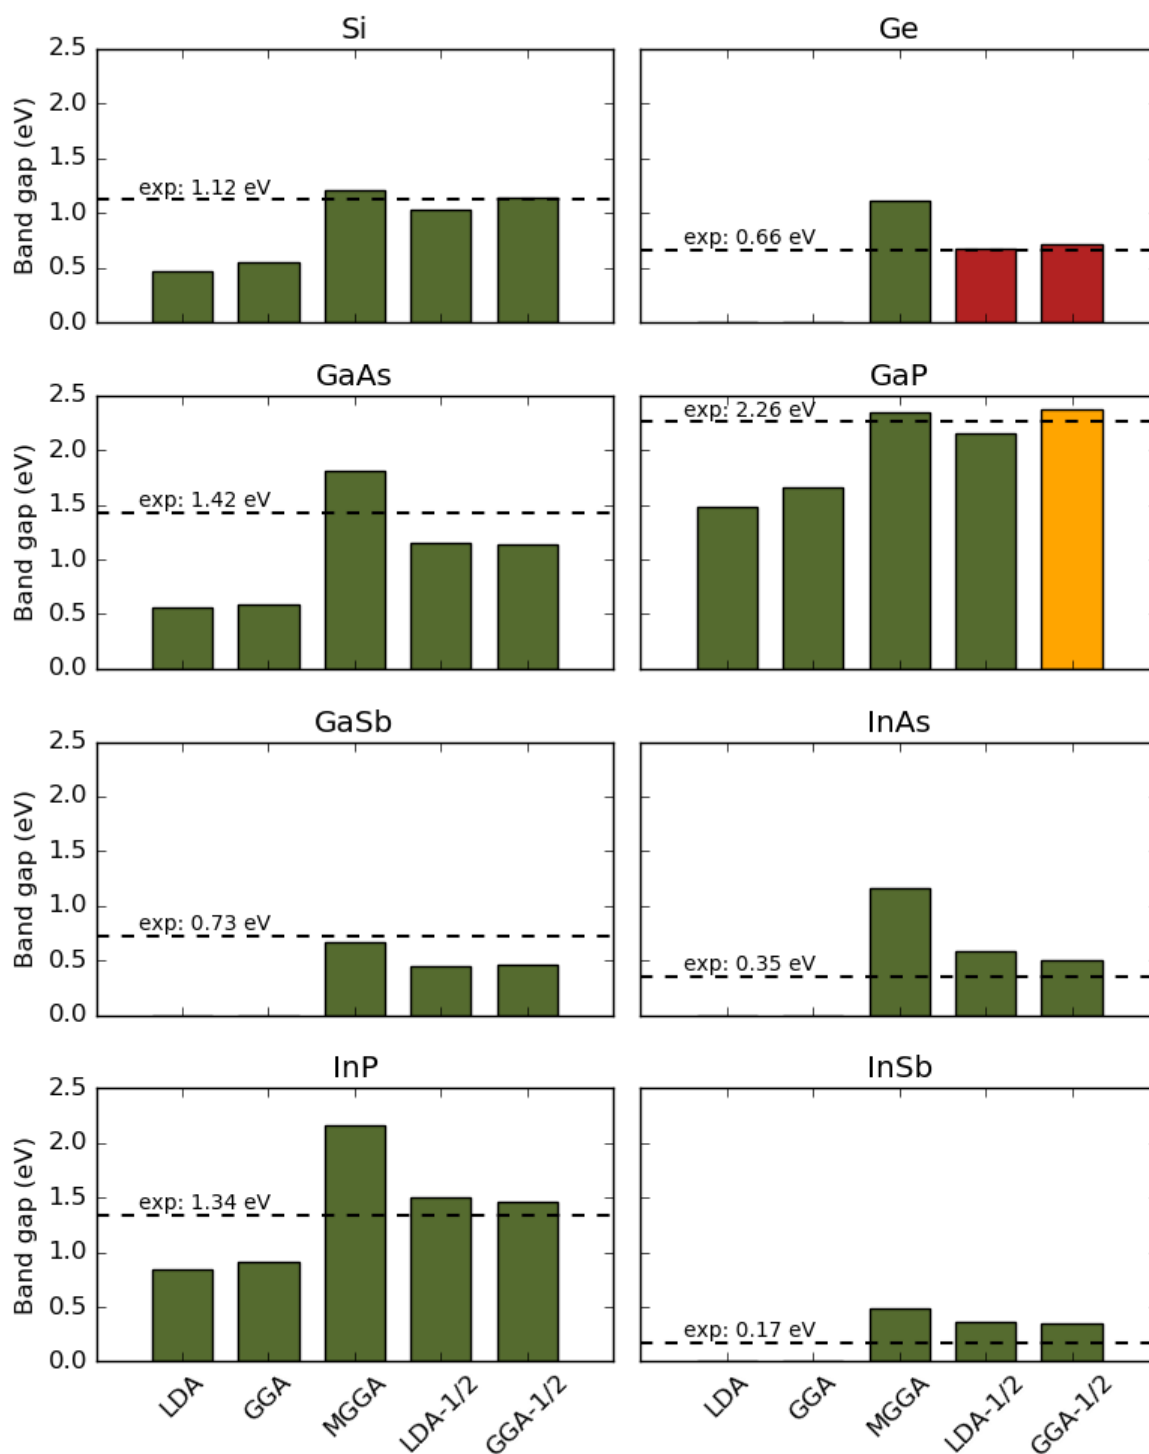 Si
Ge
2.5
2.0
1.5
1.0
0.5
0.0
Band gap (eV)
exp: 1.12 eV
exp: 0.66 eV
GaAs
GaP
2.5
2.0
1.5
1.0
0.5
0.0
Band gap (eV)
exp: 1.42 eV
exp: 2.26 eV
GaSb
InAs
2.5
2.0
1.5
1.0
0.5
0.0
Band gap (eV)
exp: 0.73 eV
exp: 0.35 eV
InP
InSb
2.5
2.0
1.5
1.0
0.5
0.0
Band gap (eV)
exp: 1.34 eV
exp: 0.17 eV
LDA
GGA
MGGA
LDA-1/2
GGA-1/2
LDA
GGA
MGGA
LDA-1/2
GGA-1/2